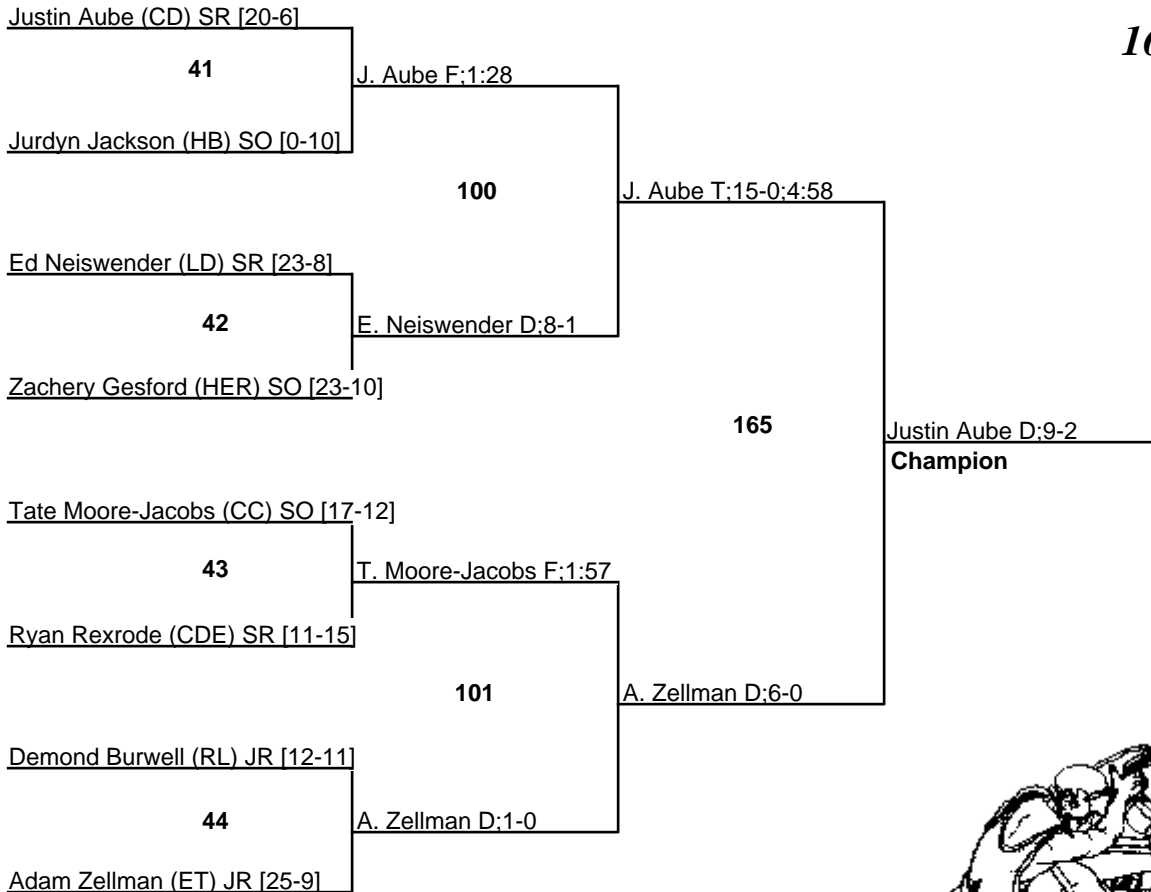 Justin Aube (CD) SR [20-6]
41
J. Aube F;1:28
Jurdyn Jackson (HB) SO [0-10]
100
J. Aube T;15-0;4:58
Ed Neiswender (LD) SR [23-8]
42
E. Neiswender D;8-1
Zachery Gesford (HER) SO [23-10]
165
Justin Aube D;9-2
Champion
Tate Moore-Jacobs (CC) SO [17-12]
43
T. Moore-Jacobs F;1:57
Ryan Rexrode (CDE) SR [11-15]
101
A. Zellman D;6-0
Demond Burwell (RL) JR [12-11]
44
A. Zellman D;1-0
Adam Zellman (ET) JR [25-9]